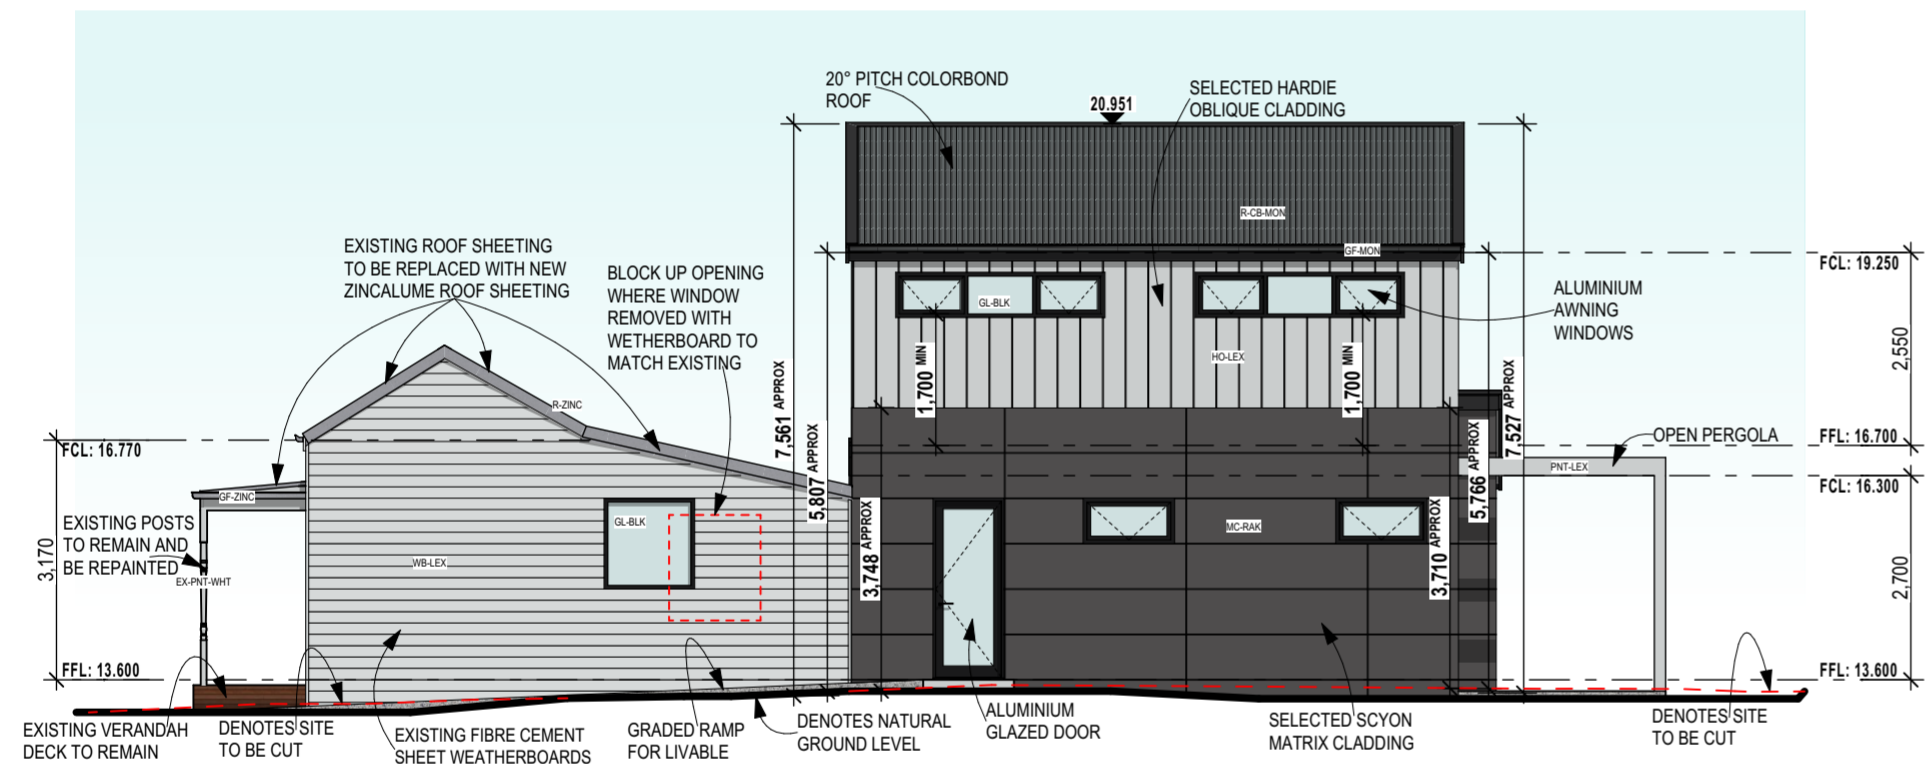 20° PITCH COLORBOND
ROOF
20.951
SELECTED HARDIE
OBLIQUE CLADDING
R-CB-MON
GF-MON
EXISTING ROOF SHEETING
TO BE REPLACED WITH NEW
ZINCALUME ROOF SHEETING
BLOCK UP OPENING
WHERE WINDOW
REMOVED WITH
WETHERBOARD TO
MATCH EXISTING
FCL: 19.250
ALUMINIUM
AWNING
WINDOWS
GL-BLK
HO-LEX
2,550
1,700 MIN
1,700 MIN
7,561 APPROX
5,807 APPROX
3,748 APPROX
7,527 APPROX
5,766 APPROX
3,710 APPROX
R-ZINC
FCL: 16.770
FFL: 16.700
OPEN PERGOLA
PNT-LEX
FCL: 16.300
GF-ZINC
EXISTING POSTS
TO REMAIN AND
BE REPAINTED
EX-PNT-WHT
3,170
GL-BLK
WB-LEX
MC-RAK
2,700
FFL: 13.600
FFL: 13.600
EXISTING VERANDAH
DECK TO REMAIN
DENOTES SITE
TO BE CUT
EXISTING FIBRE CEMENT
SHEET WEATHERBOARDS
GRADED RAMP
FOR LIVABLE
DENOTES NATURAL
GROUND LEVEL
ALUMINIUM
GLAZED DOOR
SELECTED SCYON
MATRIX CLADDING
DENOTES SITE
TO BE CUT